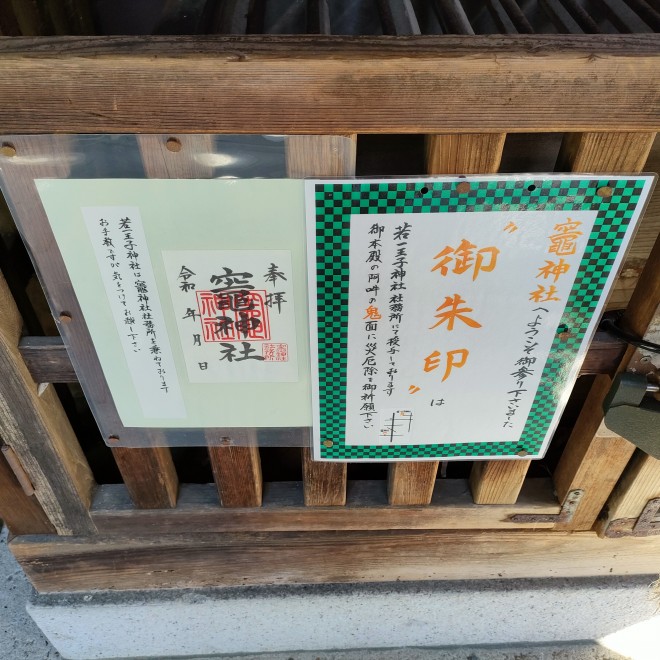 竈神社へようこそ御参り下さいました
〝御朱印〟は
若一王子神社 社務所にて授与しております
御本殿の阿吽の鬼面に災厄除を御祈願下さい
奉拝
竈神社
令和 年 月 日
若一王子神社は竈神社社務所も兼ねております
お手数ですが気をつけてお越し下さい